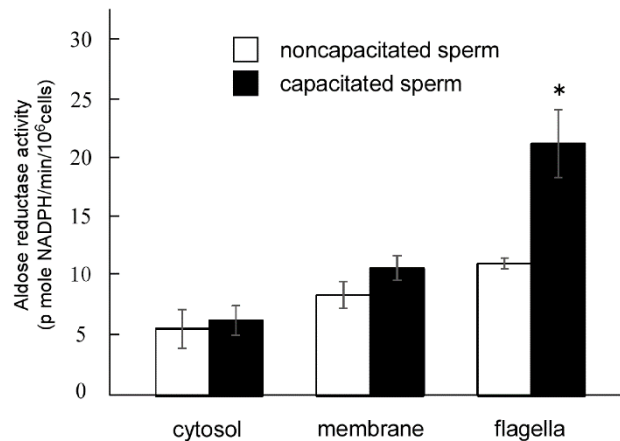 Aldose reductase activity
(p mole NADPH/min/10⁶cells)
30
25
20
15
10
5
0
noncapacitated sperm
capacitated sperm
*
cytosol membrane flagella